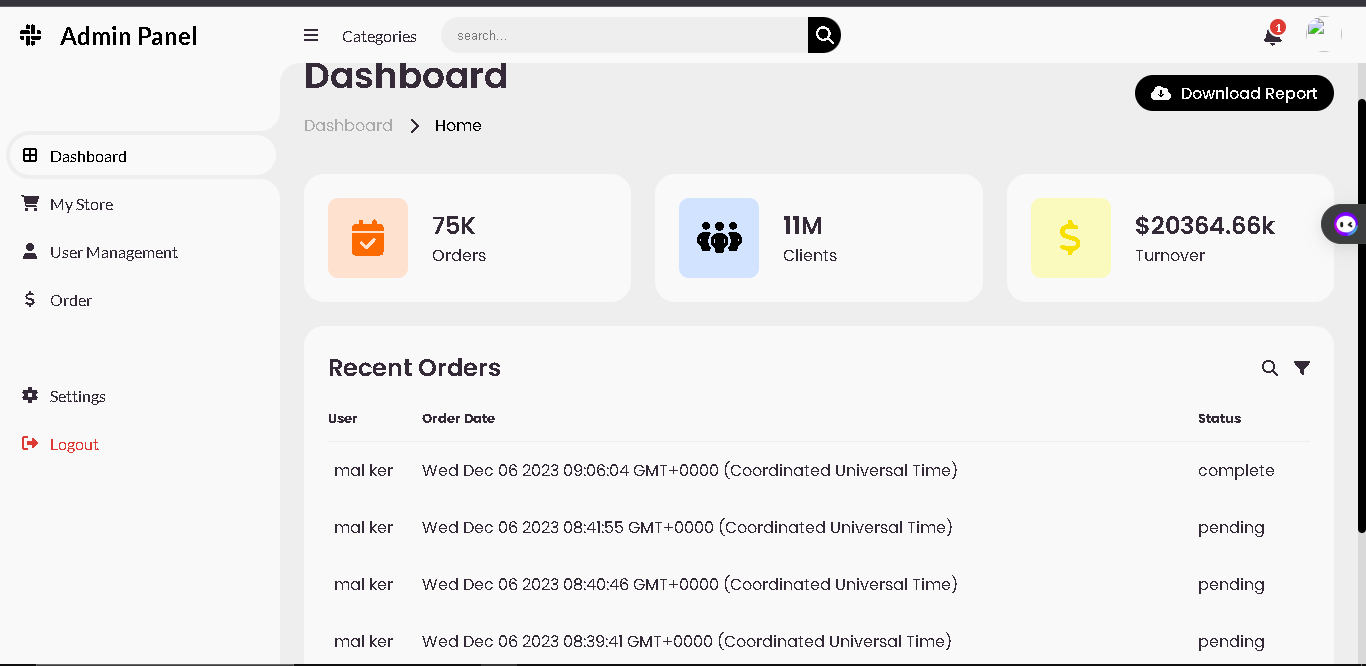 Admin Panel
Categories
search...
1
Dashboard
Download Report
Dashboard Home
Dashboard
My Store
User Management
Order
Settings
Logout
75K
Orders
11M
Clients
$20364.66k
Turnover
Recent Orders
User Order Date Status
mal ker Wed Dec 06 2023 09:06:04 GMT+0000 (Coordinated Universal Time) complete
mal ker Wed Dec 06 2023 08:41:55 GMT+0000 (Coordinated Universal Time) pending
mal ker Wed Dec 06 2023 08:40:46 GMT+0000 (Coordinated Universal Time) pending
mal ker Wed Dec 06 2023 08:39:41 GMT+0000 (Coordinated Universal Time) pending